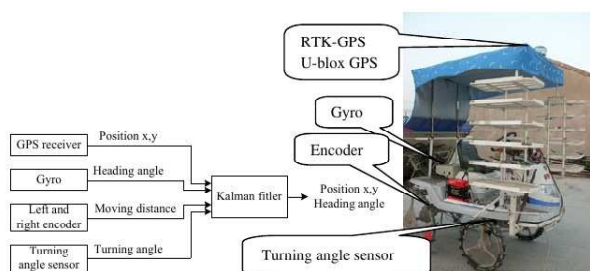 RTK-GPS
U-blox GPS
Gyro
Encoder
Turning angle sensor
GPS receiver
Position x,y
Gyro
Heading angle
Left and
right encoder
Moving distance
Turning
angle sensor
Turning angle
Kalman fitler
Position x,y
Heading angle